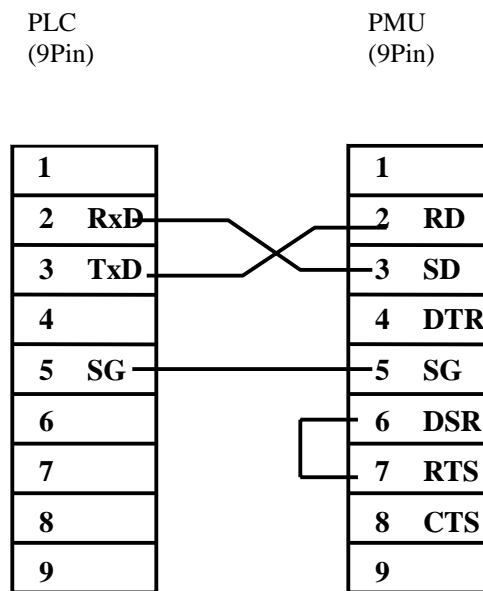 PLC
(9Pin)
PMU
(9Pin)
1
2 RxD
3 TxD
4
5 SG
6
7
8
9
1
2 RD
3 SD
4 DTR
5 SG
6 DSR
7 RTS
8 CTS
9